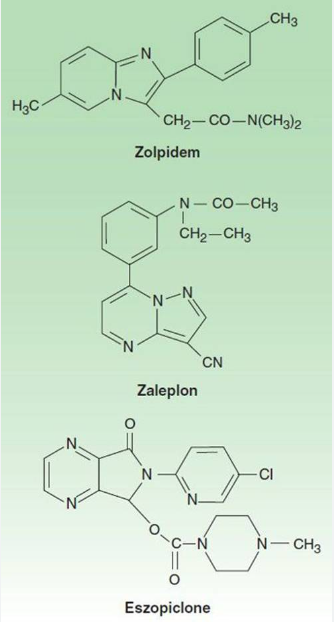 CH₃
N
N
H₃C
CH₂—CO—N(CH₃)₂
Zolpidem
N—CO—CH₃
CH₂—CH₃
N
N
N
CN
Zaleplon
O
N
N
Cl
N
N
O
C—N
N—CH₃
O
Eszopiclone